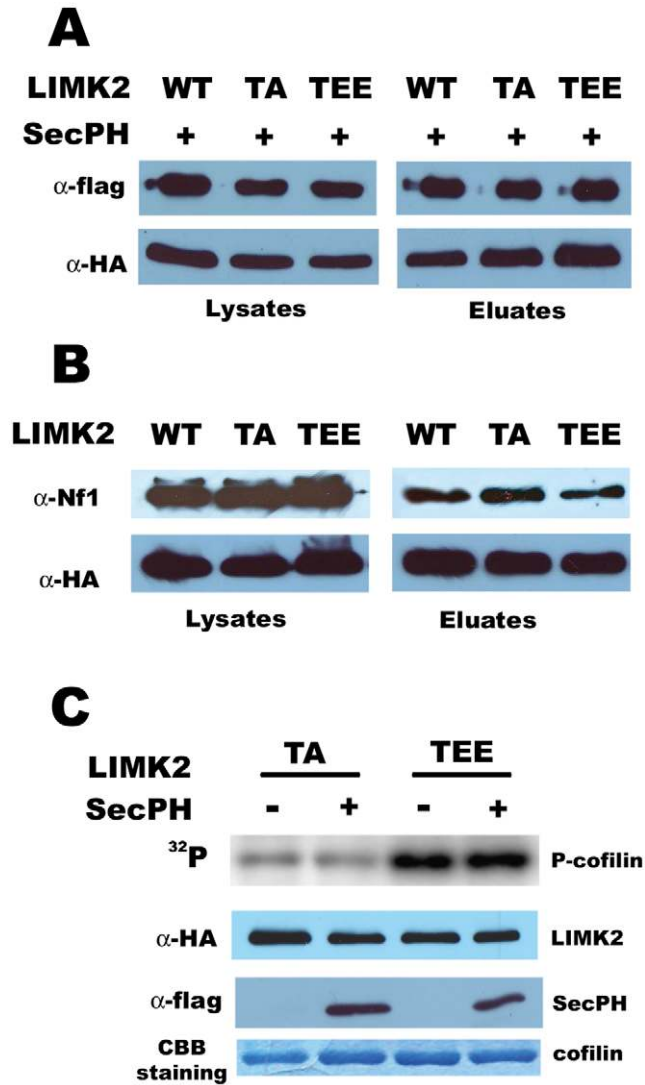 A
LIMK2 WT TA TEE WT TA TEE
SecPH + + + + + +
α-flag
α-HA
Lysates Eluates
B
LIMK2 WT TA TEE WT TA TEE
α-Nf1
α-HA
Lysates Eluates
C
LIMK2 TA TEE
SecPH - + - +
³²P P-cofilin
α-HA LIMK2
α-flag SecPH
CBB
staining cofilin